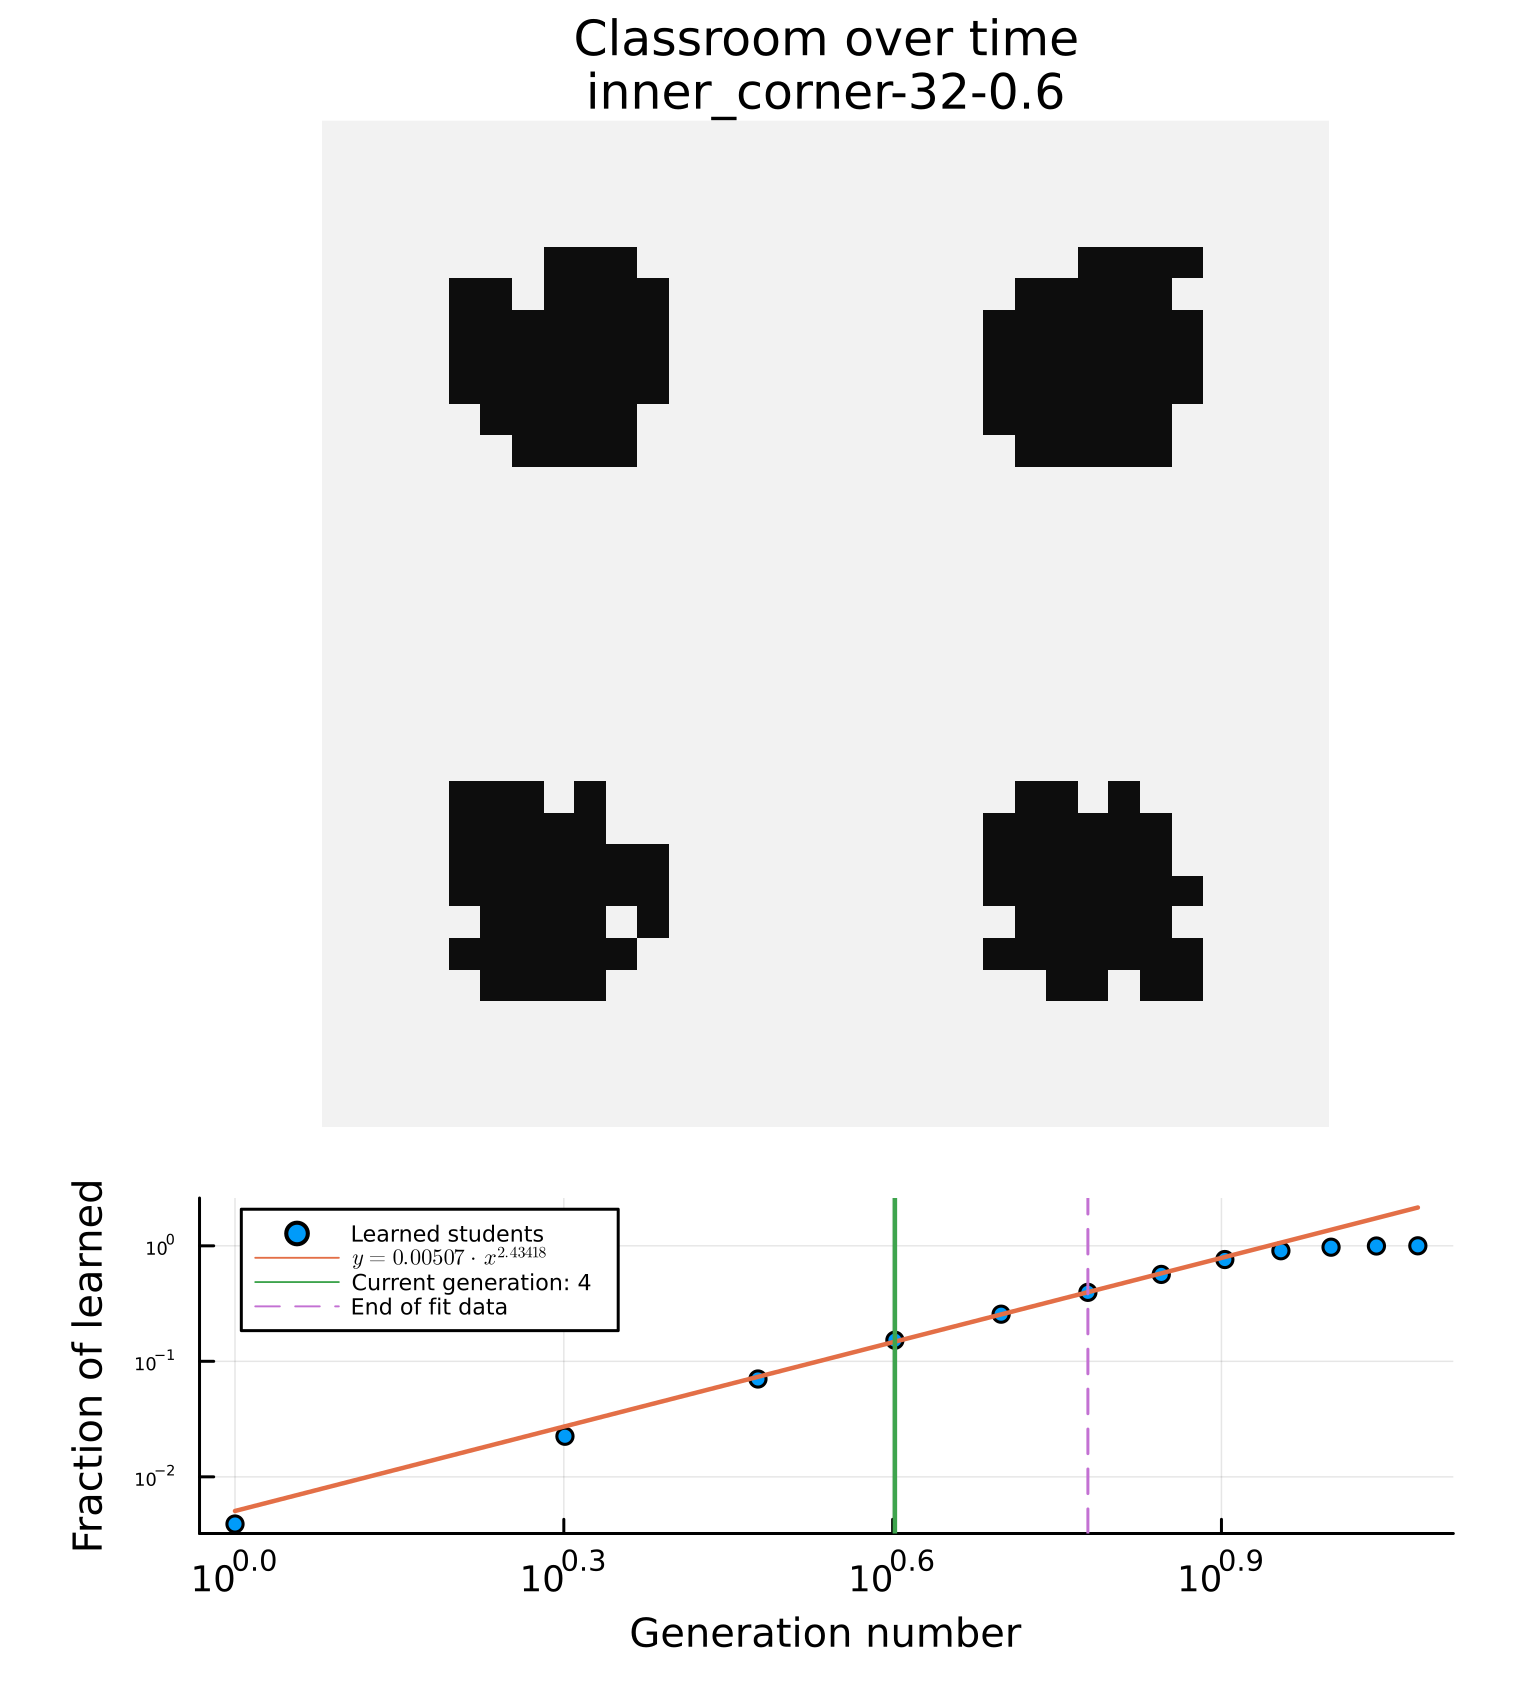 Classroom over time
inner_corner-32-0.6
Fraction of learned
Learned students
y = 0.00507 · x^2.43418
Current generation: 4
End of fit data
10^0
10^−1
10^−2
10^0.0 10^0.3 10^0.6 10^0.9
Generation number